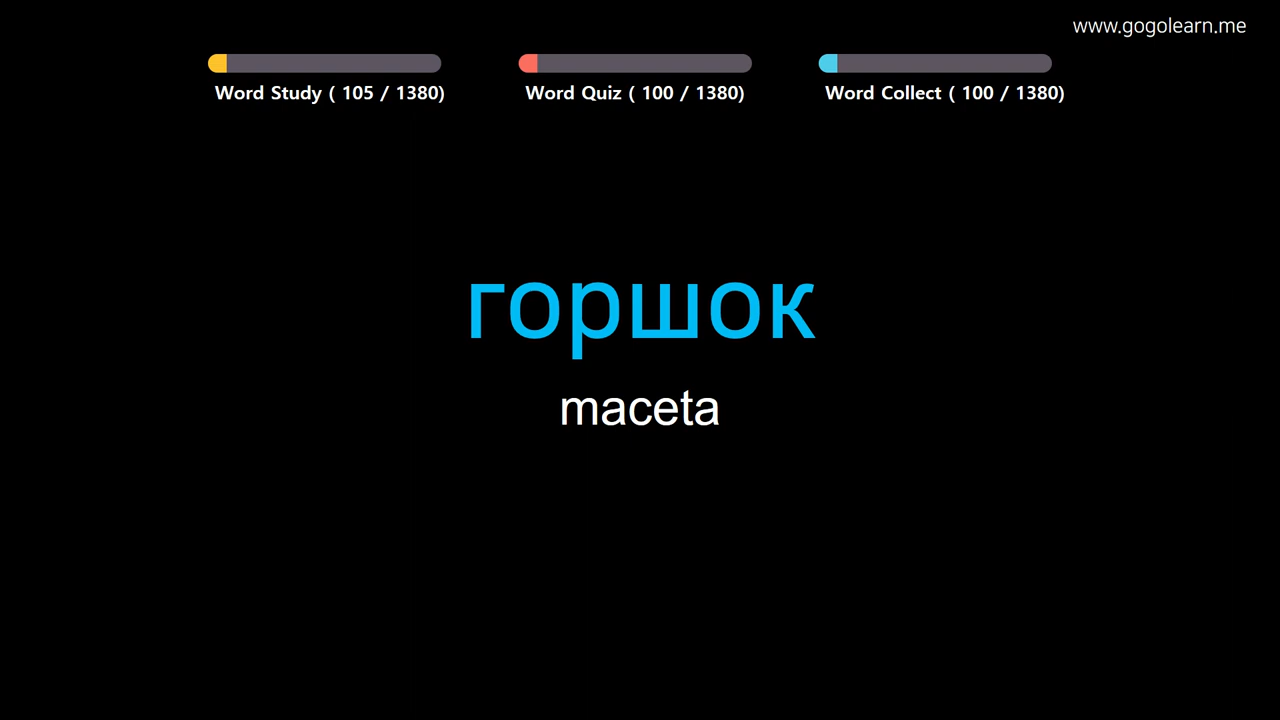 www.gogolearn.me
Word Study ( 105 / 1380)
Word Quiz ( 100 / 1380)
Word Collect ( 100 / 1380)
горшок
maceta